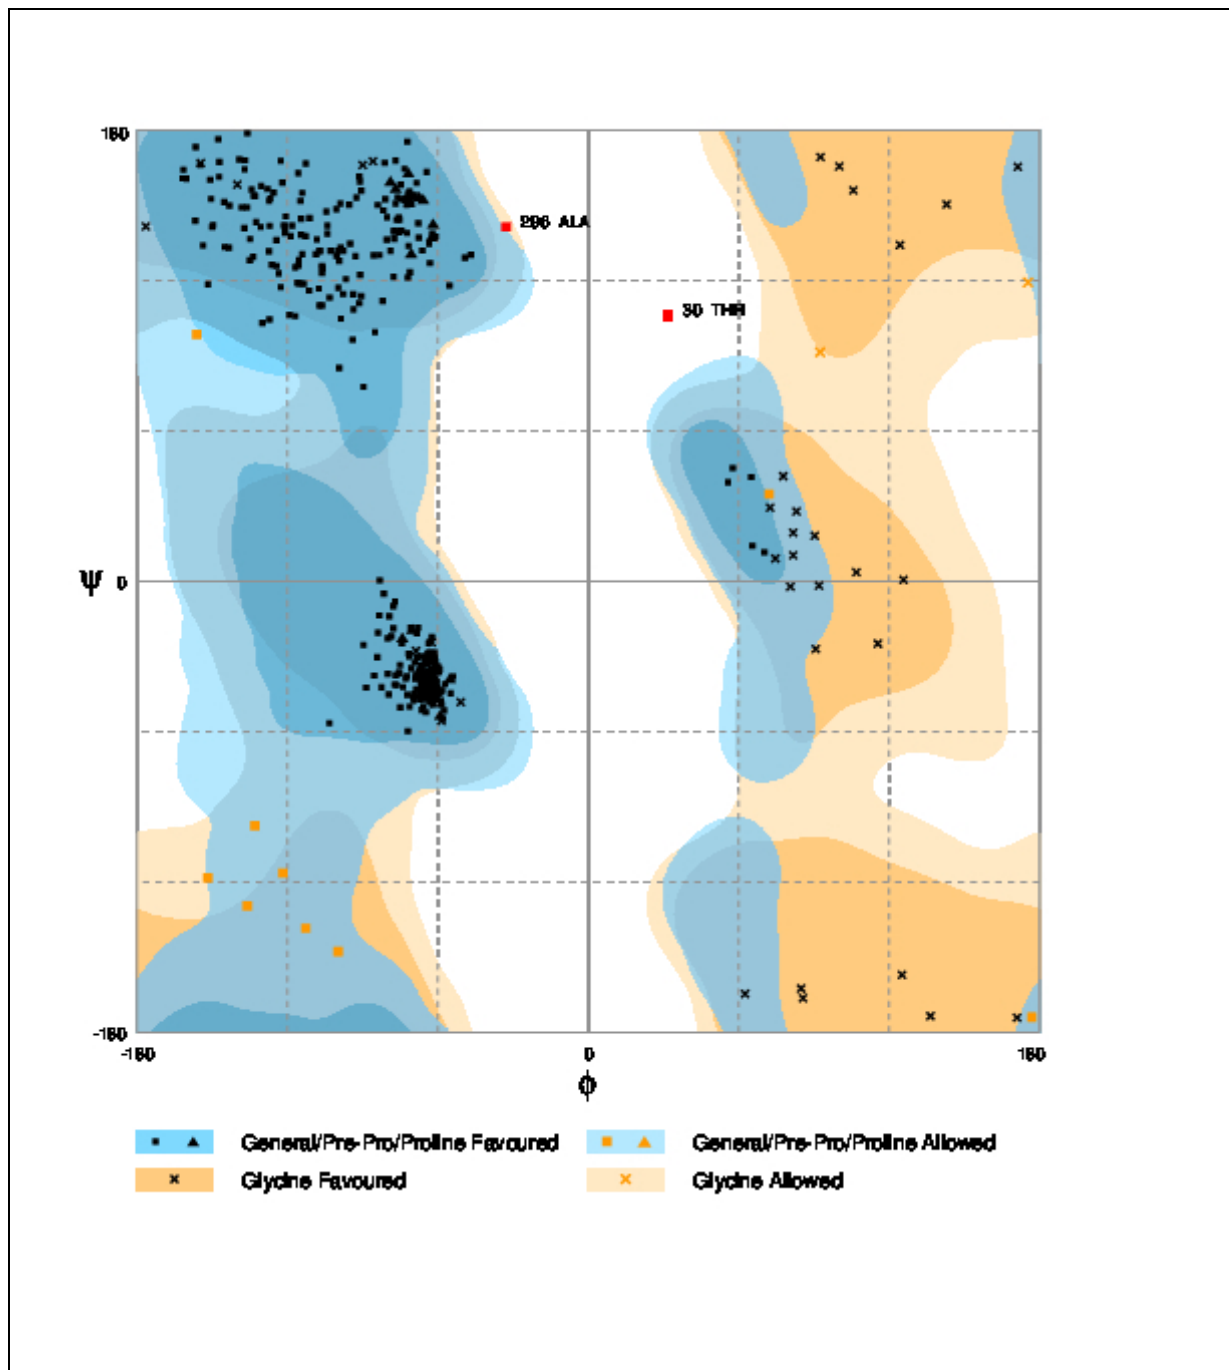 180
296 ALA
30 THR
ψ 0
-180
-180 0 180
ϕ
General/Pre-Pro/Proline Favoured General/Pre-Pro/Proline Allowed
Glycine Favoured Glycine Allowed